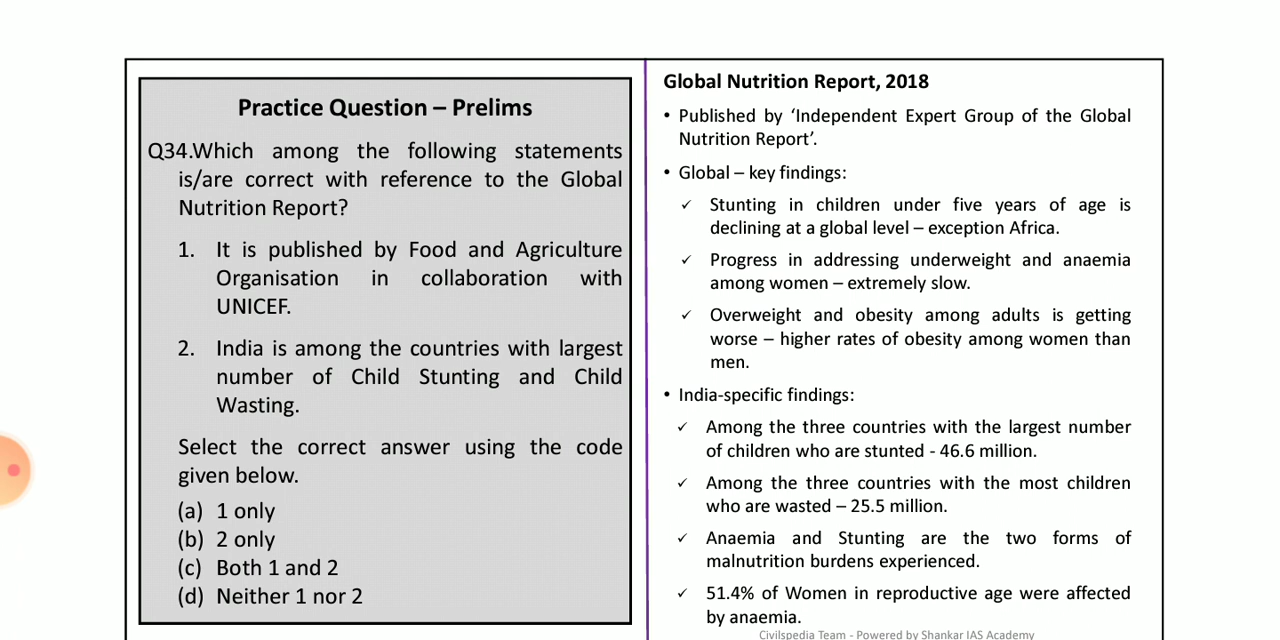 Practice Question – Prelims
Q34.Which among the following statements
is/are correct with reference to the Global
Nutrition Report?
1. It is published by Food and Agriculture
Organisation in collaboration with
UNICEF.
2. India is among the countries with largest
number of Child Stunting and Child
Wasting.
Select the correct answer using the code
given below.
(a) 1 only
(b) 2 only
(c) Both 1 and 2
(d) Neither 1 nor 2
Global Nutrition Report, 2018
• Published by ‘Independent Expert Group of the Global
Nutrition Report’.
• Global – key findings:
✓ Stunting in children under five years of age is
declining at a global level – exception Africa.
✓ Progress in addressing underweight and anaemia
among women – extremely slow.
✓ Overweight and obesity among adults is getting
worse – higher rates of obesity among women than
men.
• India-specific findings:
✓ Among the three countries with the largest number
of children who are stunted - 46.6 million.
✓ Among the three countries with the most children
who are wasted – 25.5 million.
✓ Anaemia and Stunting are the two forms of
malnutrition burdens experienced.
✓ 51.4% of Women in reproductive age were affected
by anaemia.
Civilspedia Team - Powered by Shankar IAS Academy